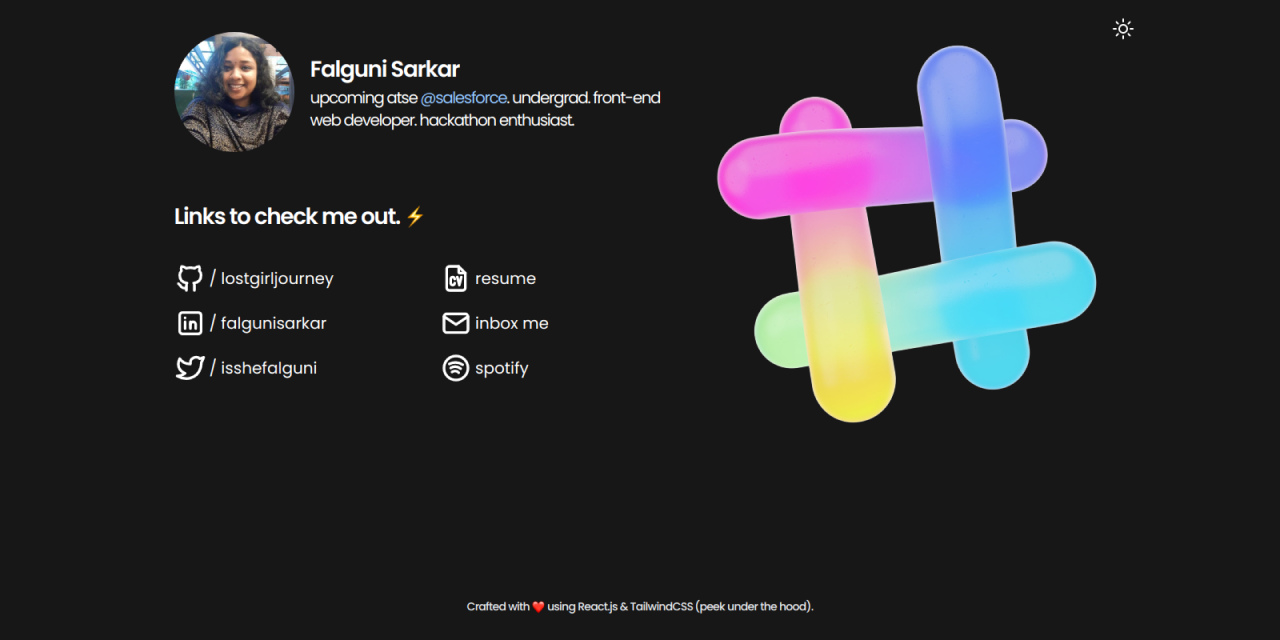 Falguni Sarkar
upcoming atse @salesforce. undergrad. front-end
web developer. hackathon enthusiast.
Links to check me out. ⚡
/ lostgirljourney
/ falgunisarkar
/ isshefalguni
CV resume
inbox me
spotify
Crafted with ❤️ using React.js & TailwindCSS (peek under the hood).